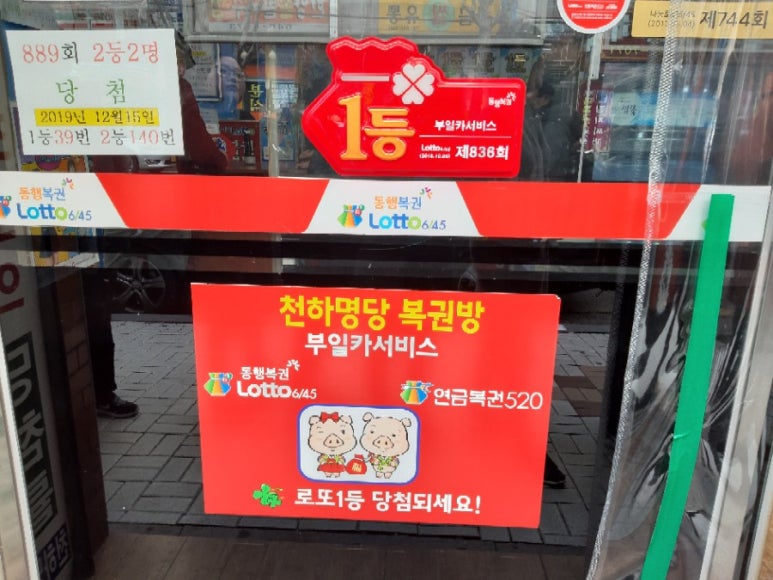 889회 2등2명
당 첨
2019년 12월15일
1등39번 2등140번
1등
동행복권
부일카서비스
Lotto6/45
제836회
제744회
동행복권
Lotto6/45
동행복권
Lotto6/45
천하명당 복권방
부일카서비스
동행복권
Lotto6/45
연금복권520
로또1등 당첨되세요!